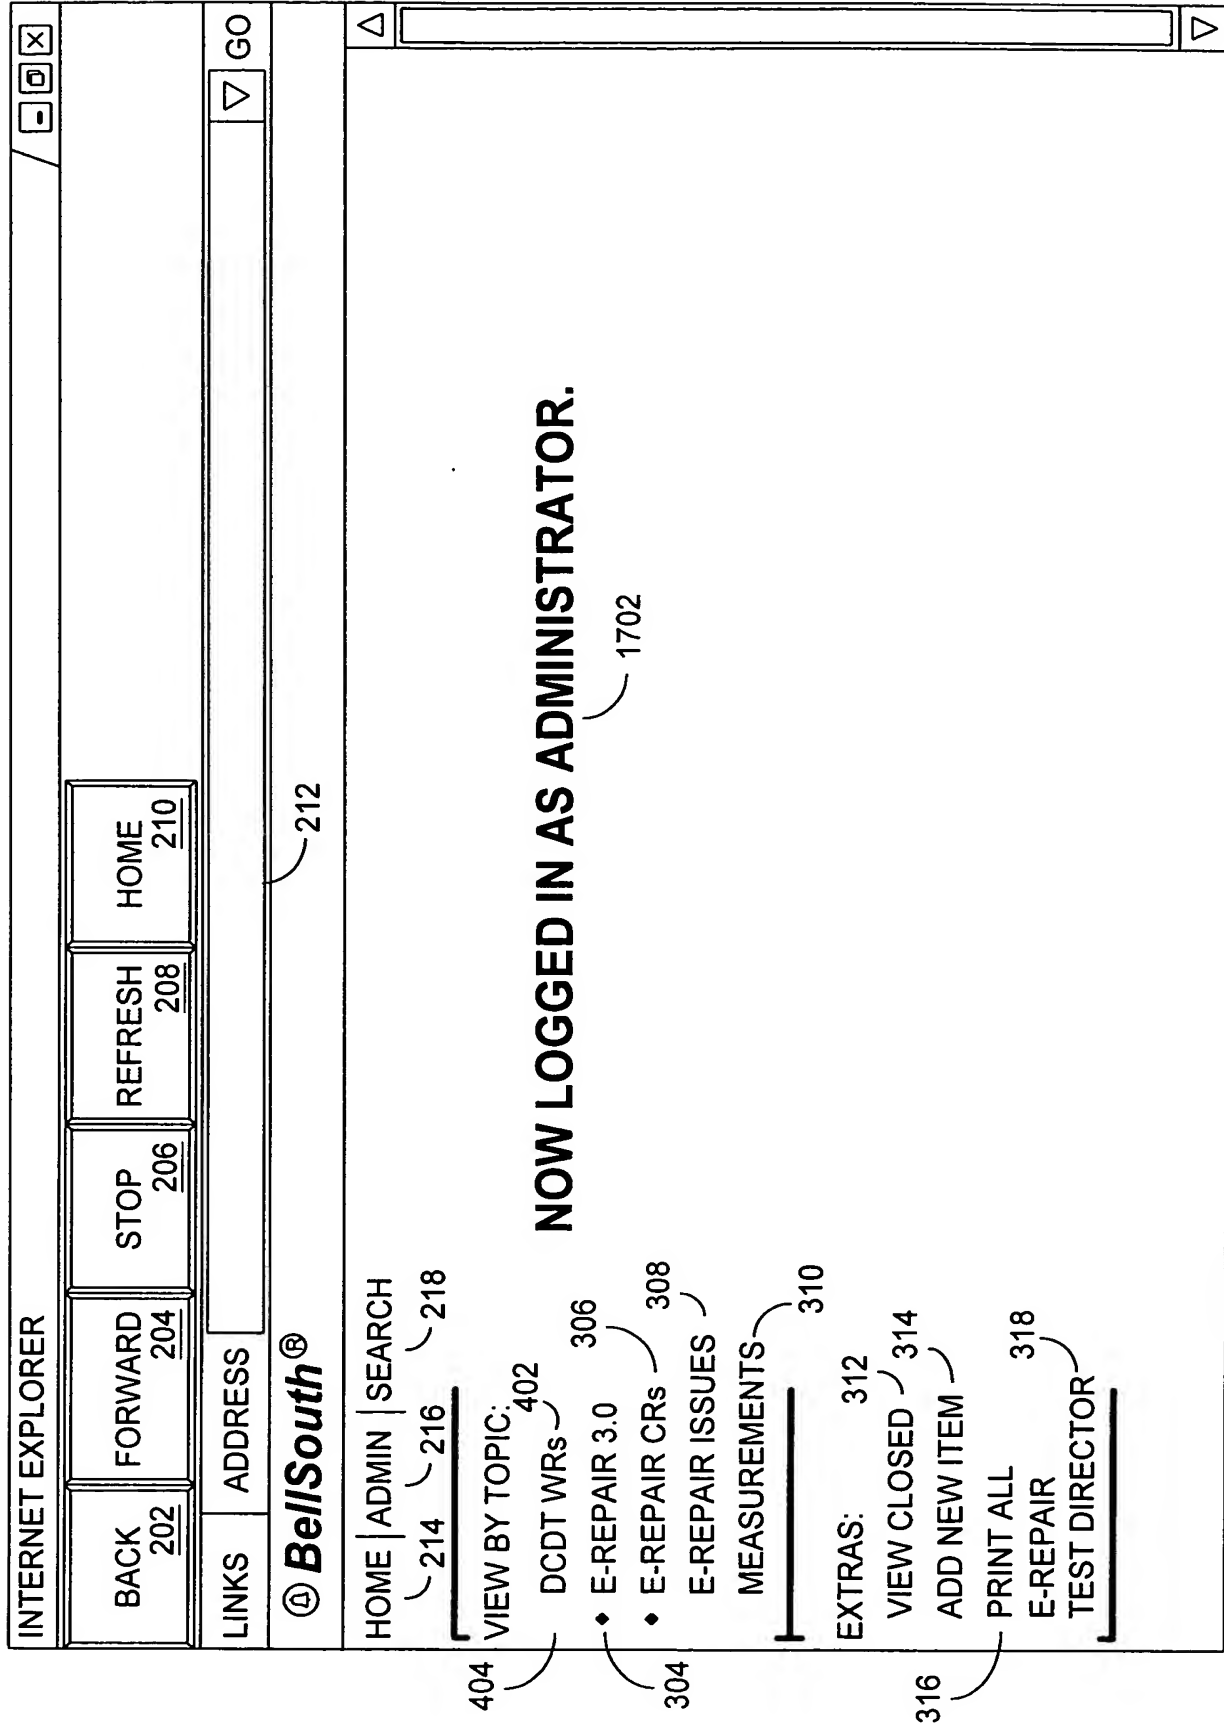 INTERNET EXPLORER
BACK FORWARD STOP REFRESH HOME
202 204 206 208 210
LINKS ADDRESS GO
212
BellSouth®
HOME | ADMIN | SEARCH
214 216 218
VIEW BY TOPIC:
402
404
DCDT WRs
E-REPAIR 3.0
304
306
E-REPAIR CRs
308
E-REPAIR ISSUES
MEASUREMENTS
310
NOW LOGGED IN AS ADMINISTRATOR.
1702
EXTRAS:
312
VIEW CLOSED
314
ADD NEW ITEM
316
PRINT ALL
E-REPAIR
318
TEST DIRECTOR